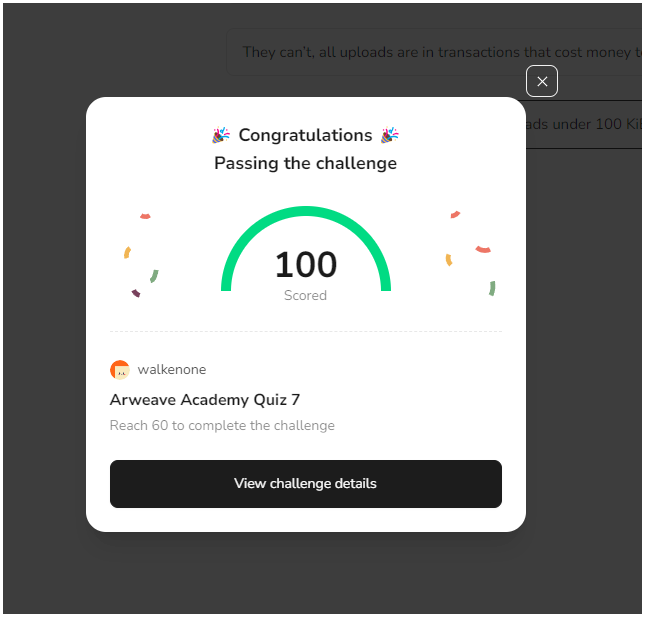 They can't, all uploads are in transactions that cost money
ads under 100
Congratulations
Passing the challenge
100
Scored
walkenone
Arweave Academy Quiz 7
Reach 60 to complete the challenge
View challenge details